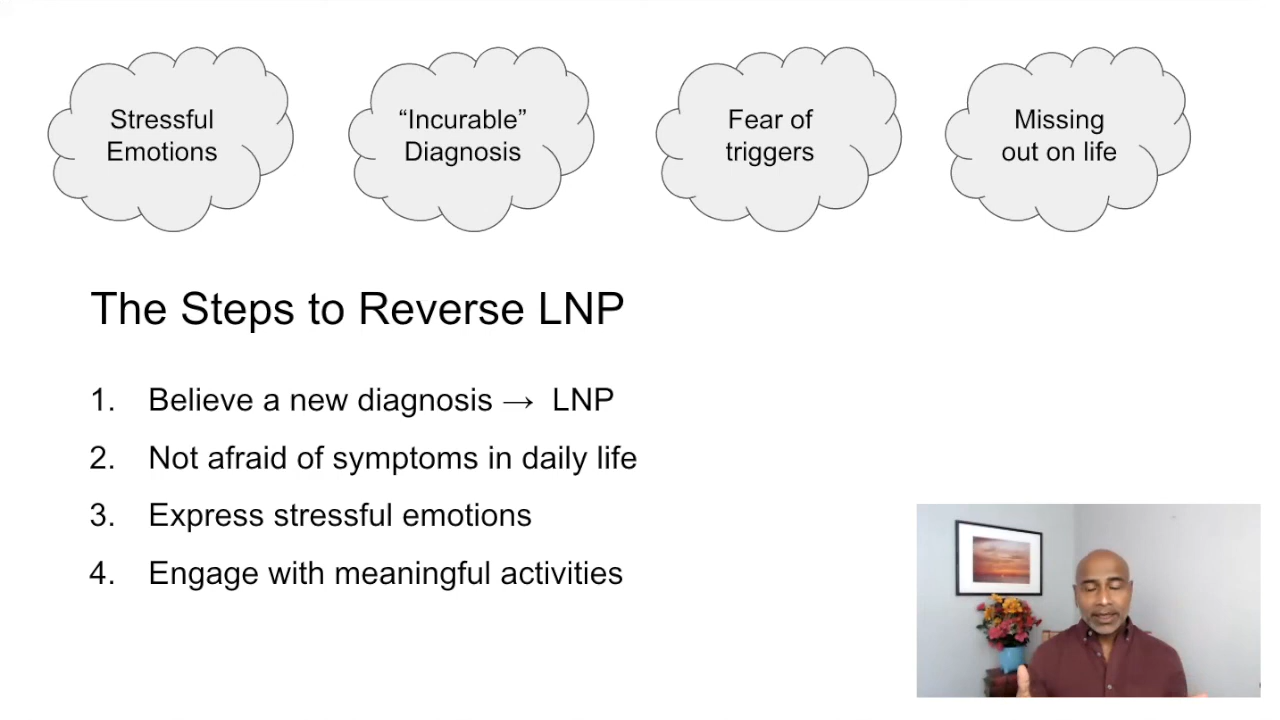 Stressful
Emotions
“Incurable”
Diagnosis
Fear of
triggers
Missing
out on life
The Steps to Reverse LNP
1. Believe a new diagnosis → LNP
2. Not afraid of symptoms in daily life
3. Express stressful emotions
4. Engage with meaningful activities